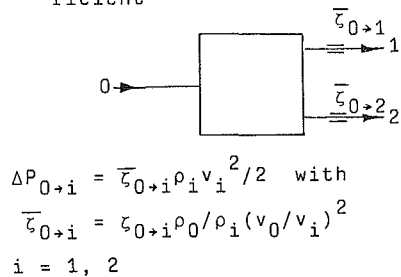 ζ̅₀→₁
0 1
ζ̅₀→₂
2
ΔP₀→ᵢ = ζ̅₀→ᵢρᵢvᵢ²/2 with
ζ̅₀→ᵢ = ζ₀→ᵢρ₀/ρᵢ(v₀/vᵢ)²
i = 1, 2